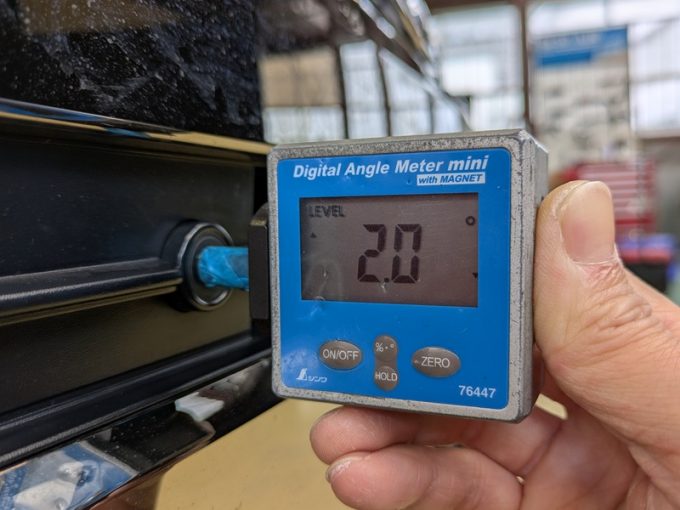 Digital Angle Meter mini
with MAGNET
LEVEL
2.0
ON/OFF
%・°
HOLD
ZERO
シンワ
76447